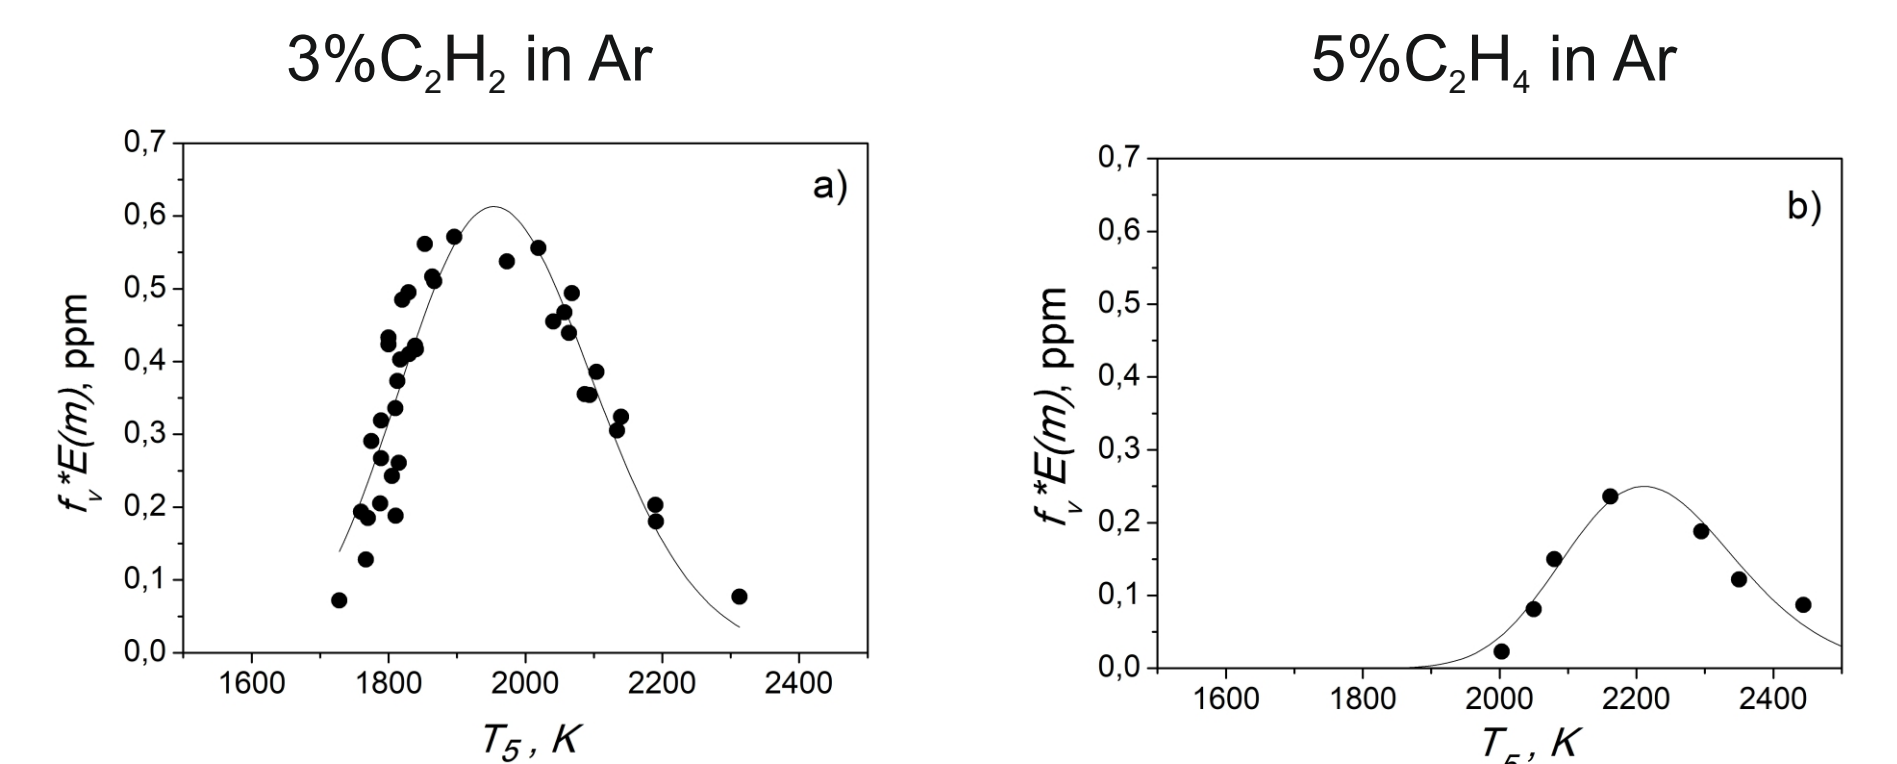 3%C₂H₂ in Ar
0,7
0,6
0,5
0,4
0,3
0,2
0,1
0,0
fᵥ*E(m), ppm
a)
1600 1800 2000 2200 2400
T₅, K
5%C₂H₄ in Ar
0,7
0,6
0,5
0,4
0,3
0,2
0,1
0,0
fᵥ*E(m), ppm
b)
1600 1800 2000 2200 2400
T₅, K